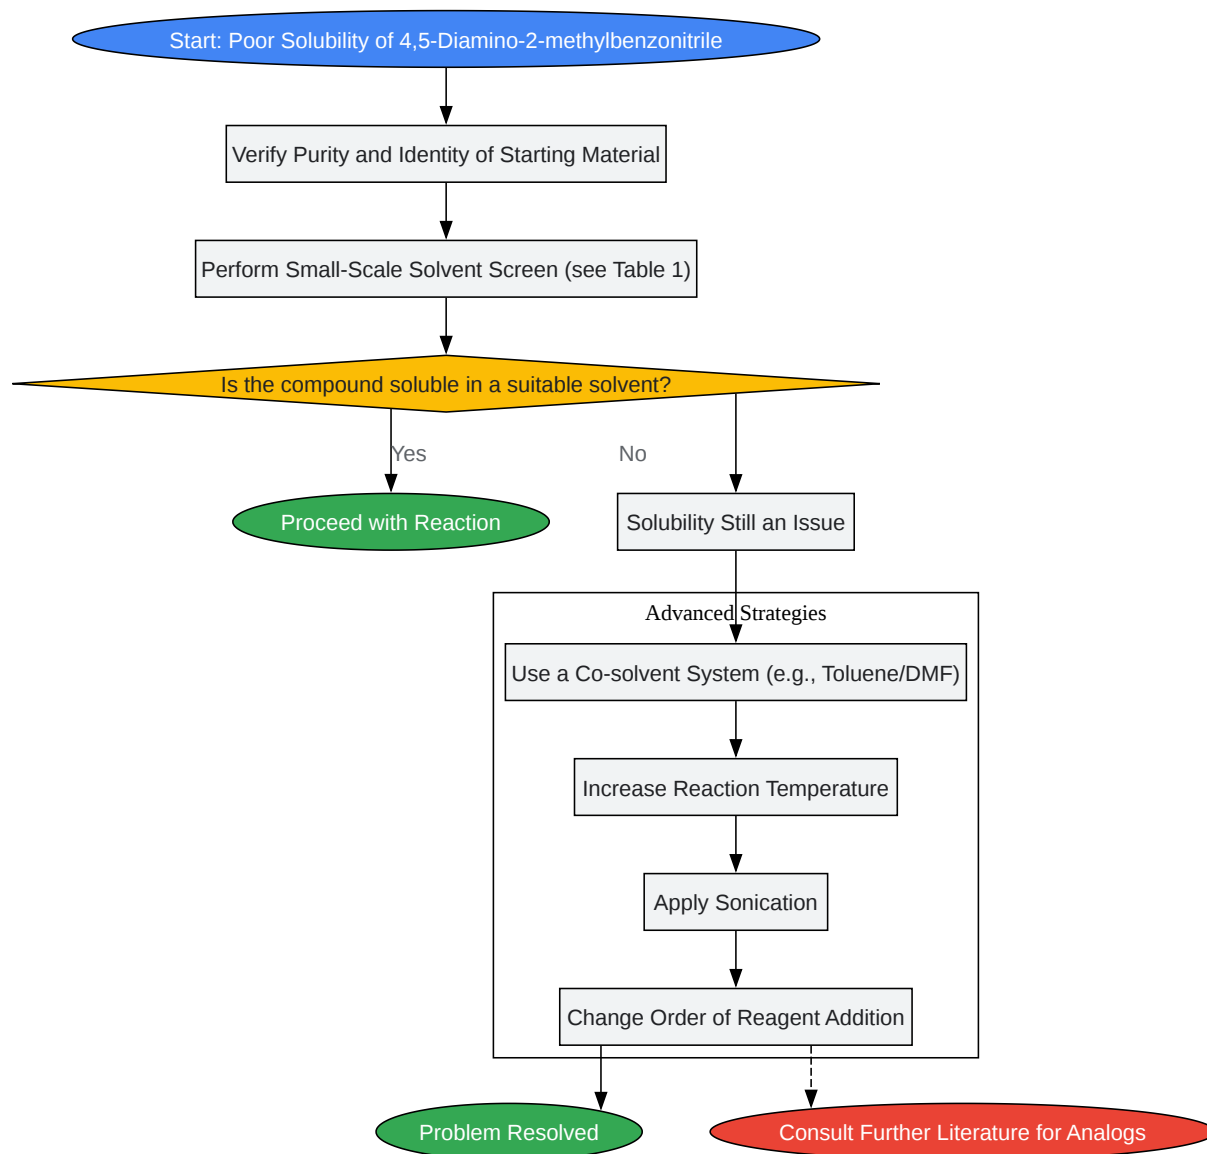 Start: Poor Solubility of 4,5-Diamino-2-methylbenzonitrile
Verify Purity and Identity of Starting Material
Perform Small-Scale Solvent Screen (see Table 1)
Is the compound soluble in a suitable solvent?
Yes
No
Proceed with Reaction
Solubility Still an Issue
Advanced Strategies
Use a Co-solvent System (e.g., Toluene/DMF)
Increase Reaction Temperature
Apply Sonication
Change Order of Reagent Addition
Problem Resolved
Consult Further Literature for Analogs